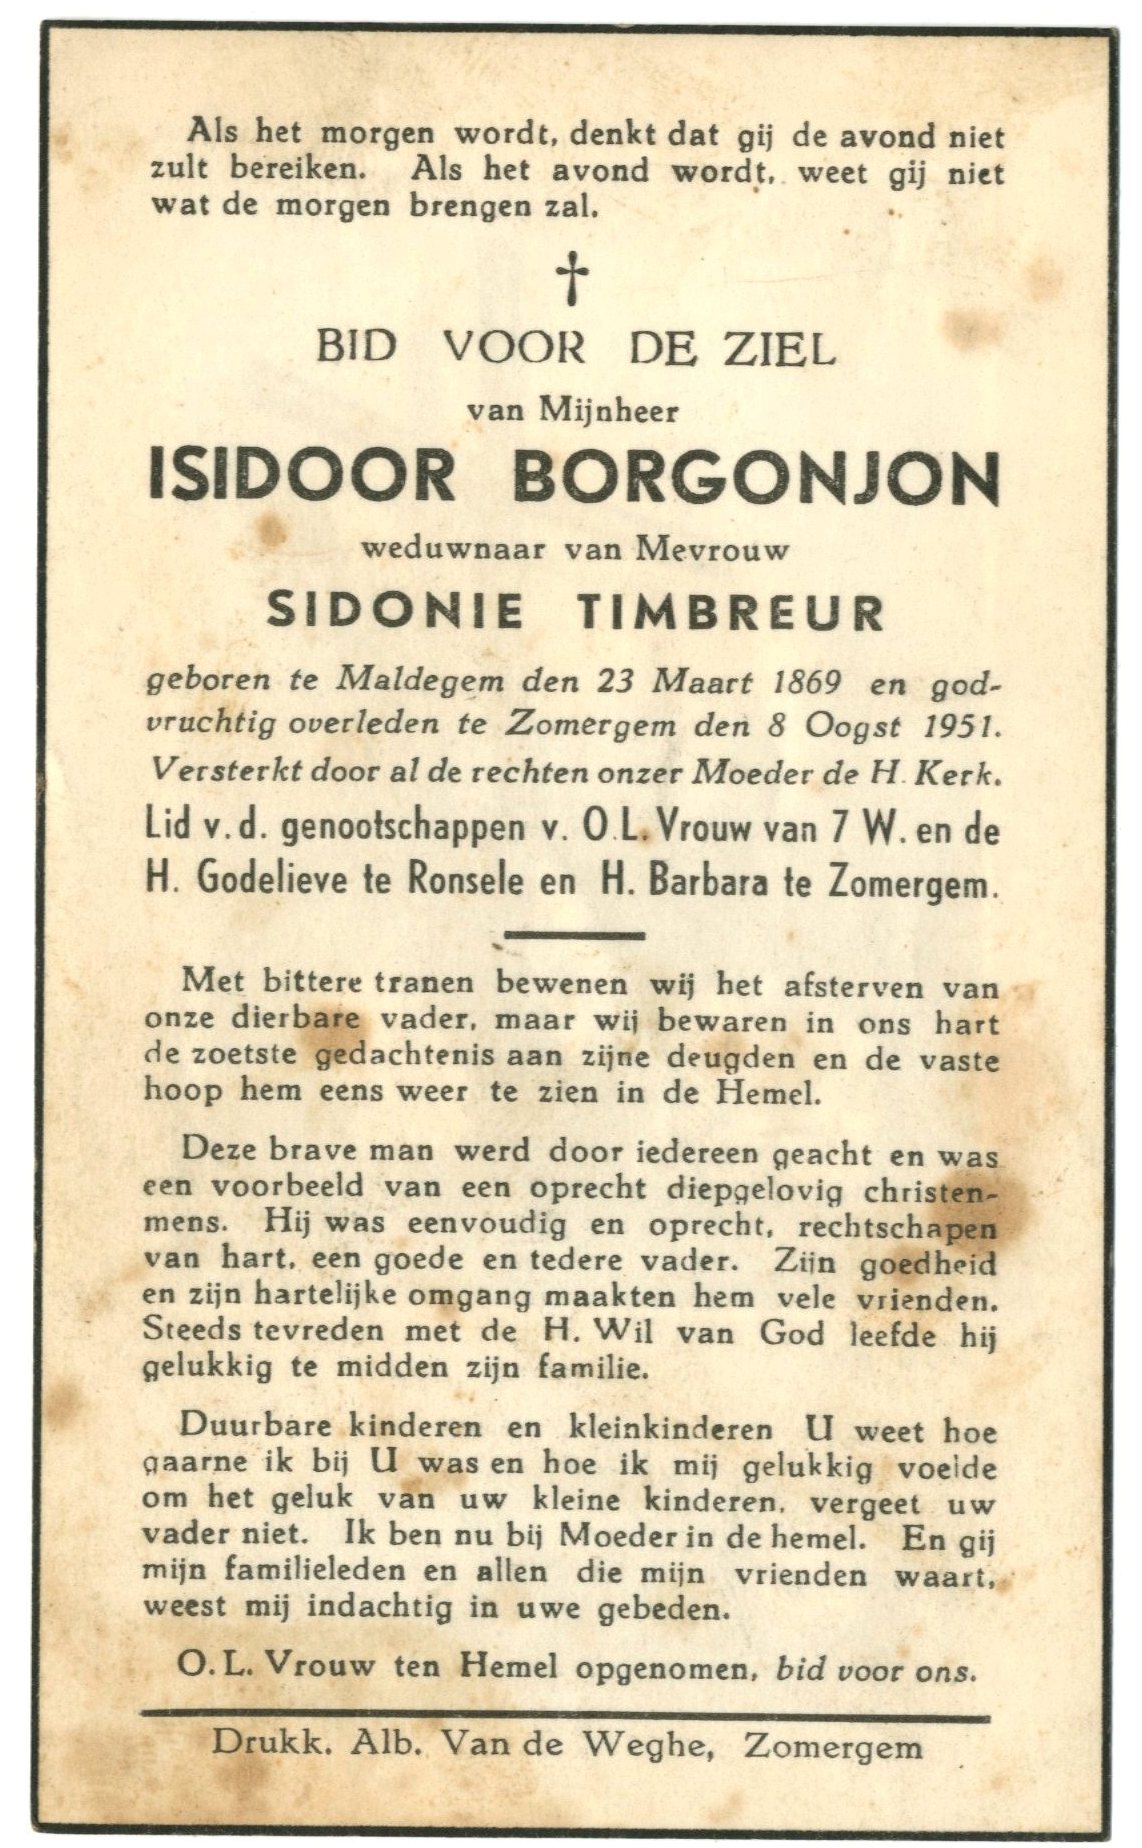 Als het morgen wordt, denkt dat gij de avond niet
zult bereiken. Als het avond wordt, weet gij niet
wat de morgen brengen zal.
†
BID VOOR DE ZIEL
van Mijnheer
ISIDOOR BORGONJON
weduwnaar van Mevrouw
SIDONIE TIMBREUR
geboren te Maldegem den 23 Maart 1869 en god-
vruchtig overleden te Zomergem den 8 Oogst 1951.
Versterkt door al de rechten onzer Moeder de H. Kerk.
Lid v. d. genootschappen v. O.L. Vrouw van 7 W. en de
H. Godelieve te Ronsele en H. Barbara te Zomergem.
Met bittere tranen bewenen wij het afsterven van
onze dierbare vader, maar wij bewaren in ons hart
de zoetste gedachtenis aan zijne deugden en de vaste
hoop hem eens weer te zien in de Hemel.
Deze brave man werd door iedereen geacht en was
een voorbeeld van een oprecht diepgelovig christen-
mens. Hij was eenvoudig en oprecht, rechtschapen
van hart, een goede en tedere vader. Zijn goedheid
en zijn hartelijke omgang maakten hem vele vrienden.
Steeds tevreden met de H. Wil van God leefde hij
gelukkig te midden zijn familie.
Duurbare kinderen en kleinkinderen U weet hoe
gaarne ik bij U was en hoe ik mij gelukkig voelde
om het geluk van uw kleine kinderen, vergeet uw
vader niet. Ik ben nu bij Moeder in de hemel. En gij
mijn familieleden en allen die mijn vrienden waart,
weest mij indachtig in uwe gebeden.
O. L. Vrouw ten Hemel opgenomen, bid voor ons.
Drukk. Alb. Van de Weghe, Zomergem